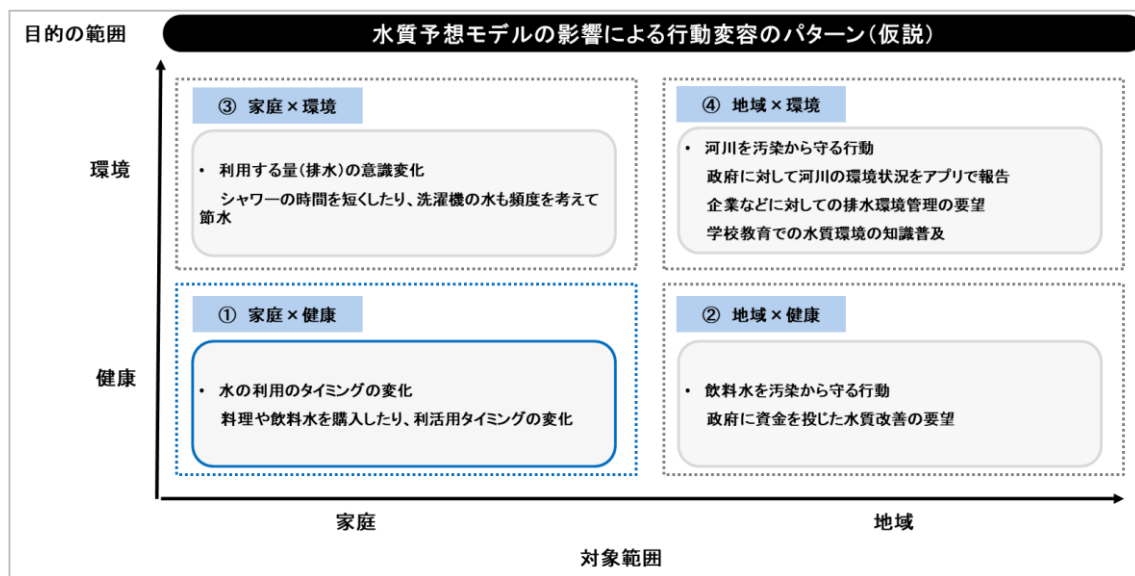 目的の範囲
水質予想モデルの影響による行動変容のパターン(仮説)
環境
③ 家庭×環境
• 利用する量(排水)の意識変化
シャワーの時間を短くしたり、洗濯機の水も頻度を考えて
節水
④ 地域×環境
• 河川を汚染から守る行動
政府に対して河川の環境状況をアプリで報告
企業などに対しての排水環境管理の要望
学校教育での水質環境の知識普及
健康
① 家庭×健康
• 水の利用のタイミングの変化
料理や飲料水を購入したり、利活用タイミングの変化
② 地域×健康
• 飲料水を汚染から守る行動
政府に資金を投じた水質改善の要望
家庭
地域
対象範囲